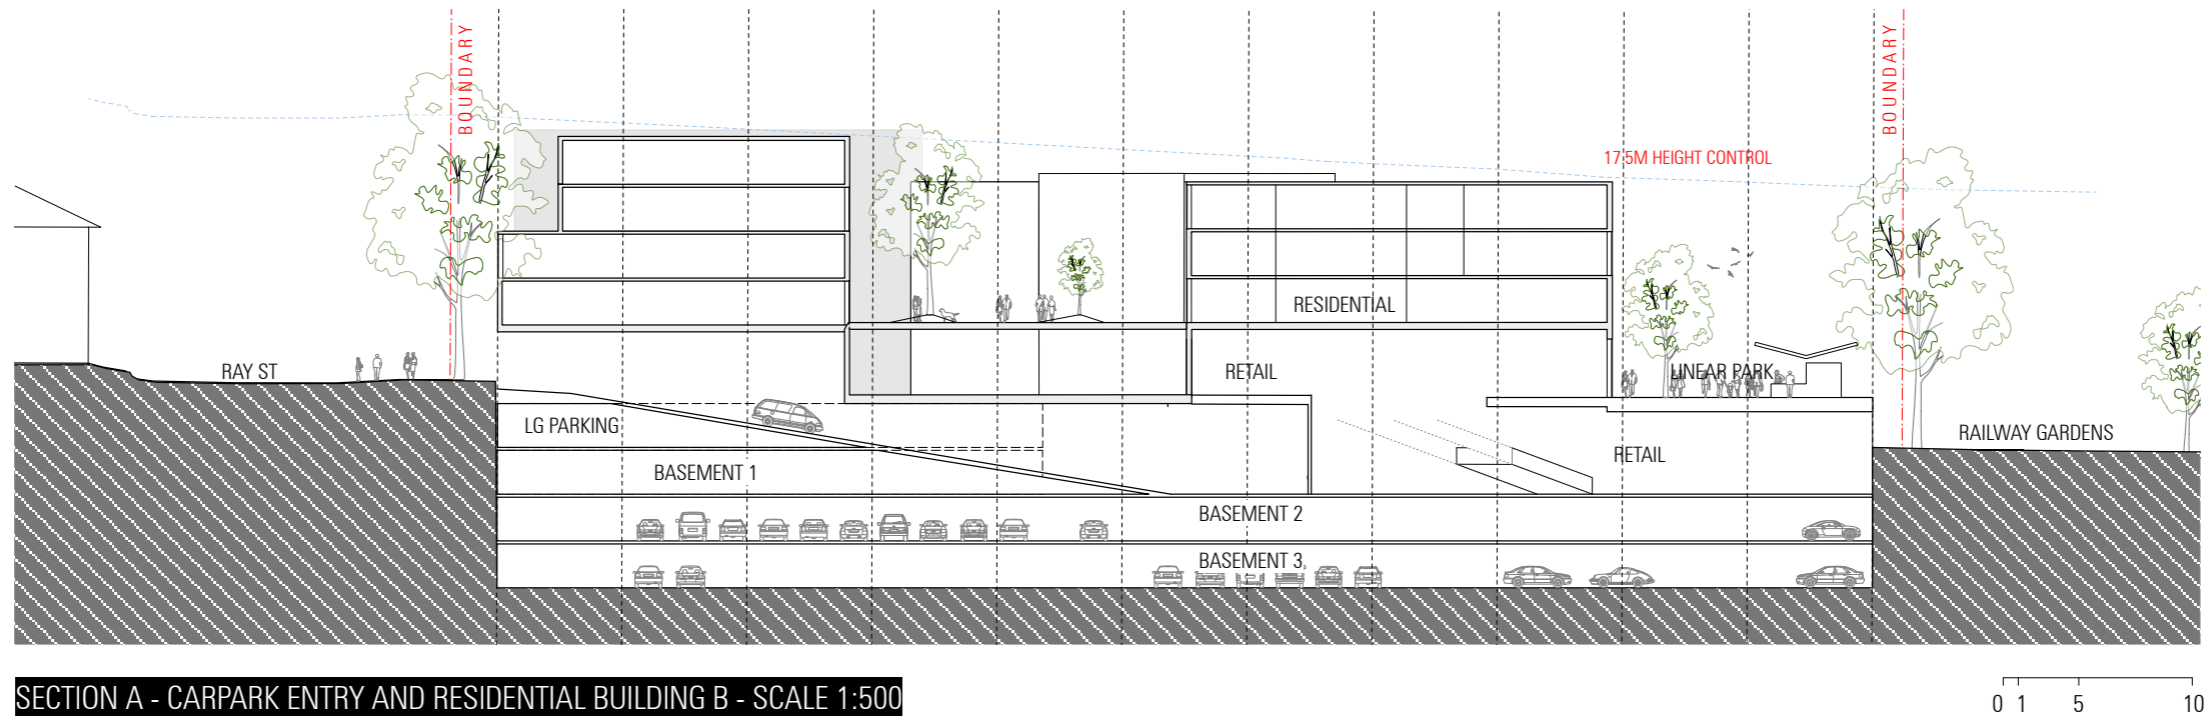 BOUNDARY
BOUNDARY
17.5M HEIGHT CONTROL
RESIDENTIAL
RAY ST
RETAIL
LINEAR PARK
LG PARKING
RAILWAY GARDENS
BASEMENT 1
RETAIL
BASEMENT 2
BASEMENT 3
SECTION A - CARPARK ENTRY AND RESIDENTIAL BUILDING B - SCALE 1:500
0 1 5 10